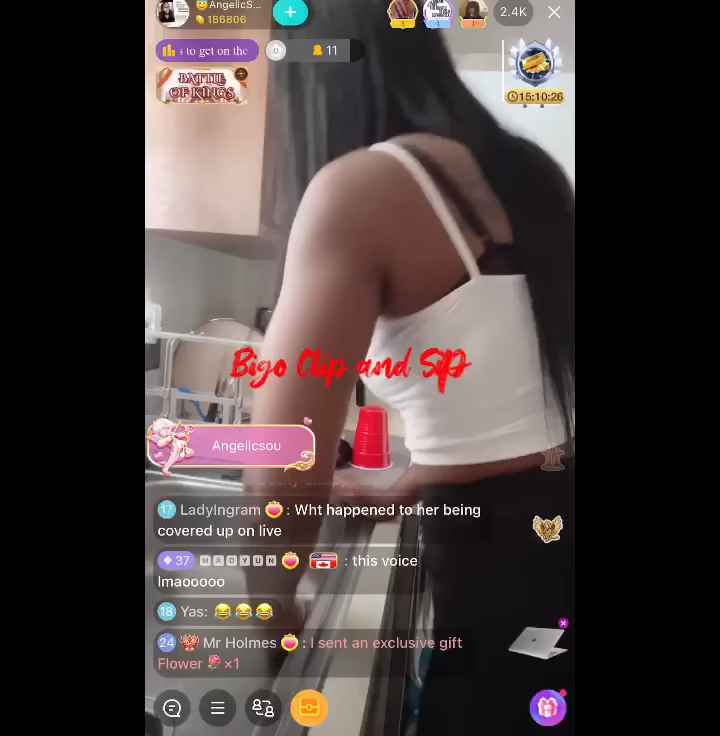 AngelicS...
186806
2.4K
s to get on the
0
11
BATTLE
OF KINGS
15:10:26
Bigo Clip and SiP
Angelicsou
17 LadyIngram : Wht happened to her being
covered up on live
37 MADYUN : this voice
lmaooooo
18 Yas: 😂😂😂
24 Mr Holmes : I sent an exclusive gift
Flower 🌹×1